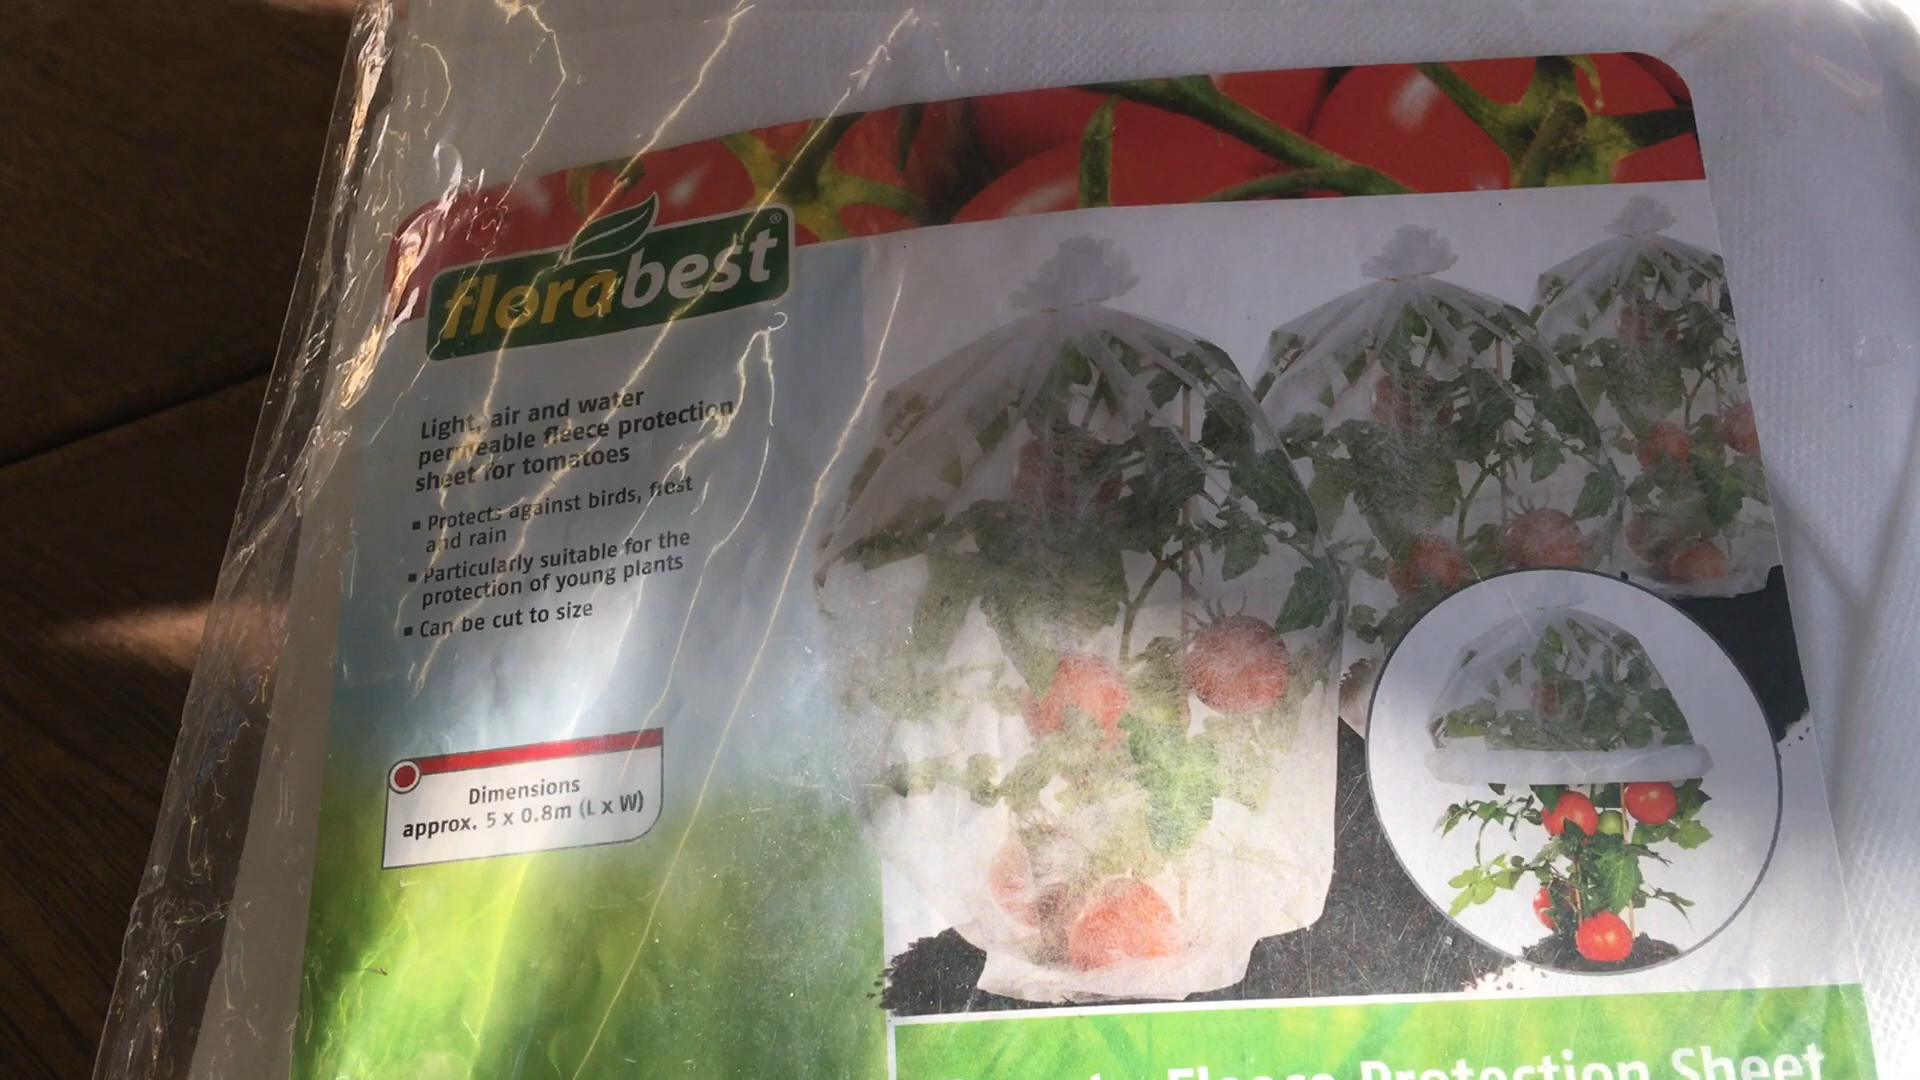 florabest®
Light, air and water
permeable fleece protection
sheet for tomatoes
▪ Protects against birds, frost
and rain
▪ Particularly suitable for the
protection of young plants
▪ Can be cut to size
Dimensions
approx. 5 x 0.8m (L x W)
Fleece Protection Sheet